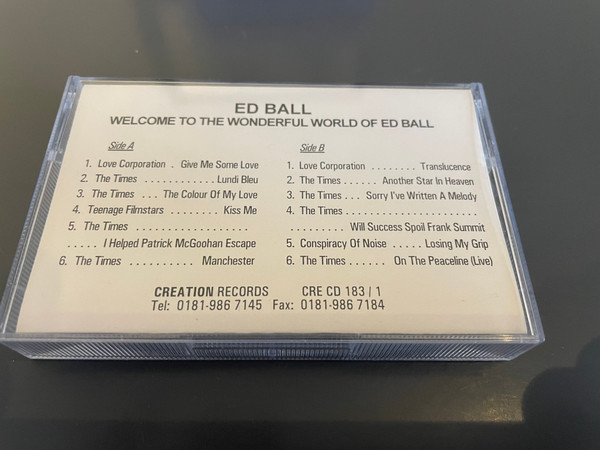 ED BALL
WELCOME TO THE WONDERFUL WORLD OF ED BALL
Side A
1. Love Corporation . Give Me Some Love
2. The Times ............ Lundi Bleu
3. The Times ... The Colour Of My Love
4. Teenage Filmstars ........ Kiss Me
5. The Times ..................
..... I Helped Patrick McGoohan Escape
6. The Times .......... Manchester
Side B
1. Love Corporation ........ Translucence
2. The Times ...... Another Star In Heaven
3. The Times ... Sorry I've Written A Melody
4. The Times ......................
......... Will Success Spoil Frank Summit
5. Conspiracy Of Noise ..... Losing My Grip
6. The Times ...... On The Peaceline (Live)
CREATION RECORDS CRE CD 183 / 1
Tel: 0181-986 7145 Fax: 0181-986 7184